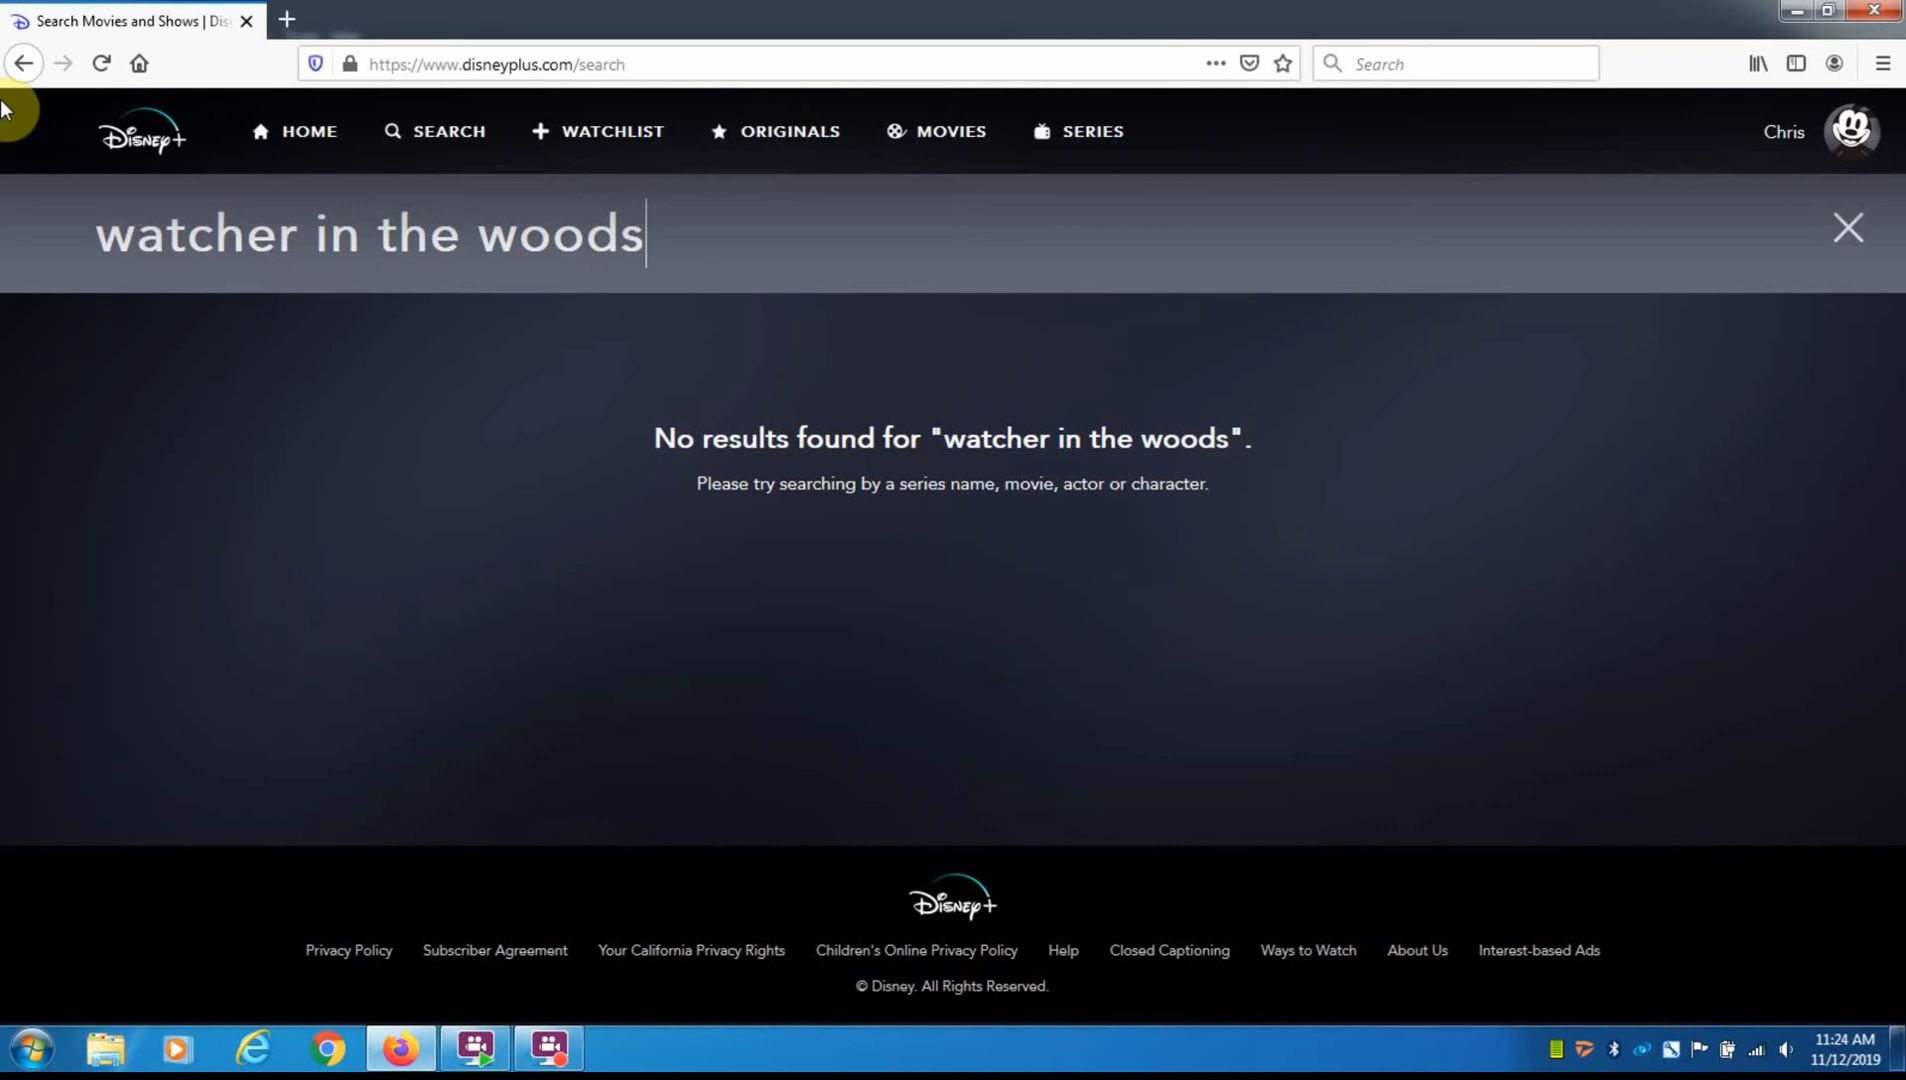 Search Movies and Shows | Dis
https://www.disneyplus.com/search
Search
Disney+
HOME
SEARCH
WATCHLIST
ORIGINALS
MOVIES
SERIES
Chris
watcher in the woods
No results found for "watcher in the woods".
Please try searching by a series name, movie, actor or character.
Disney+
Privacy Policy
Subscriber Agreement
Your California Privacy Rights
Children's Online Privacy Policy
Help
Closed Captioning
Ways to Watch
About Us
Interest-based Ads
© Disney. All Rights Reserved.
11:24 AM
11/12/2019